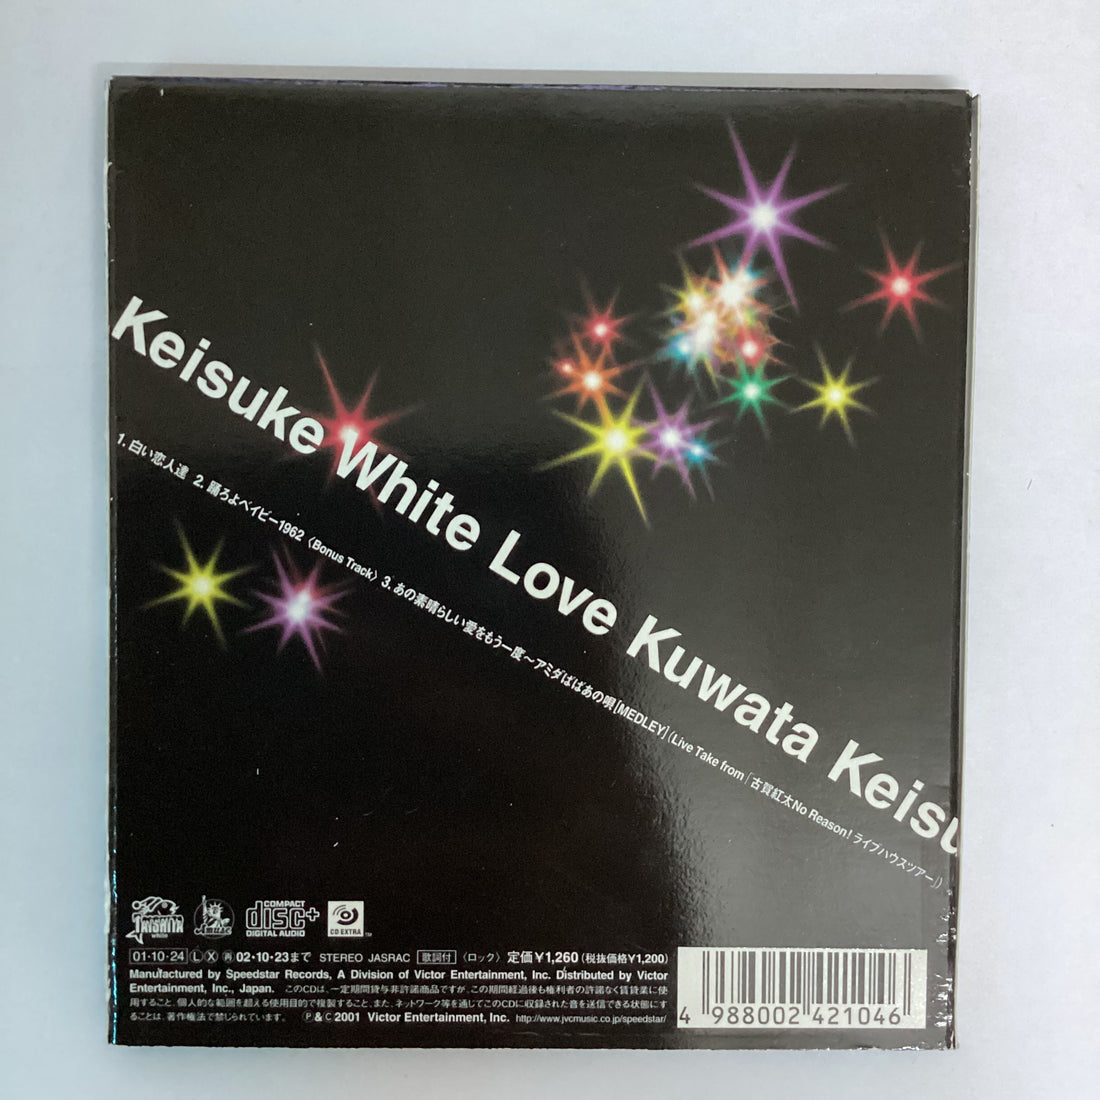 Keisuke White Love Kuwata Keisu
1. 白い恋人達 2. 踊ろよベイビー1962 〈Bonus Track〉 3. あの素晴らしい愛をもう一度〜アミダばばあの唄[MEDLEY] (Live Take from「古賀紅太No Reason! ライブハウスツアー」)
TAISHITA
white
Amuse
COMPACT
disc+
DIGITAL AUDIO
CD EXTRA
TM
01・10・24 L X 再 02・10・23まで STEREO JASRAC 歌詞付 〈ロック〉 定価¥1,260 (税抜価格¥1,200)
Manufactured by Speedstar Records, A Division of Victor Entertainment, Inc. Distributed by Victor
Entertainment, Inc., Japan. このCDは、一定期間貸与非許諾商品ですが、この期間経過後も権利者の許諾なく賃貸業に使
用すること、個人的な範囲を超える使用目的で複製すること、また、ネットワーク等を通じてこのCDに収録された音を送信できる状態にす
ることは、著作権法で禁じられています。 Ⓟ&Ⓒ2001 Victor Entertainment, Inc. http://www.jvcmusic.co.jp/speedstar/
4 988002 421046